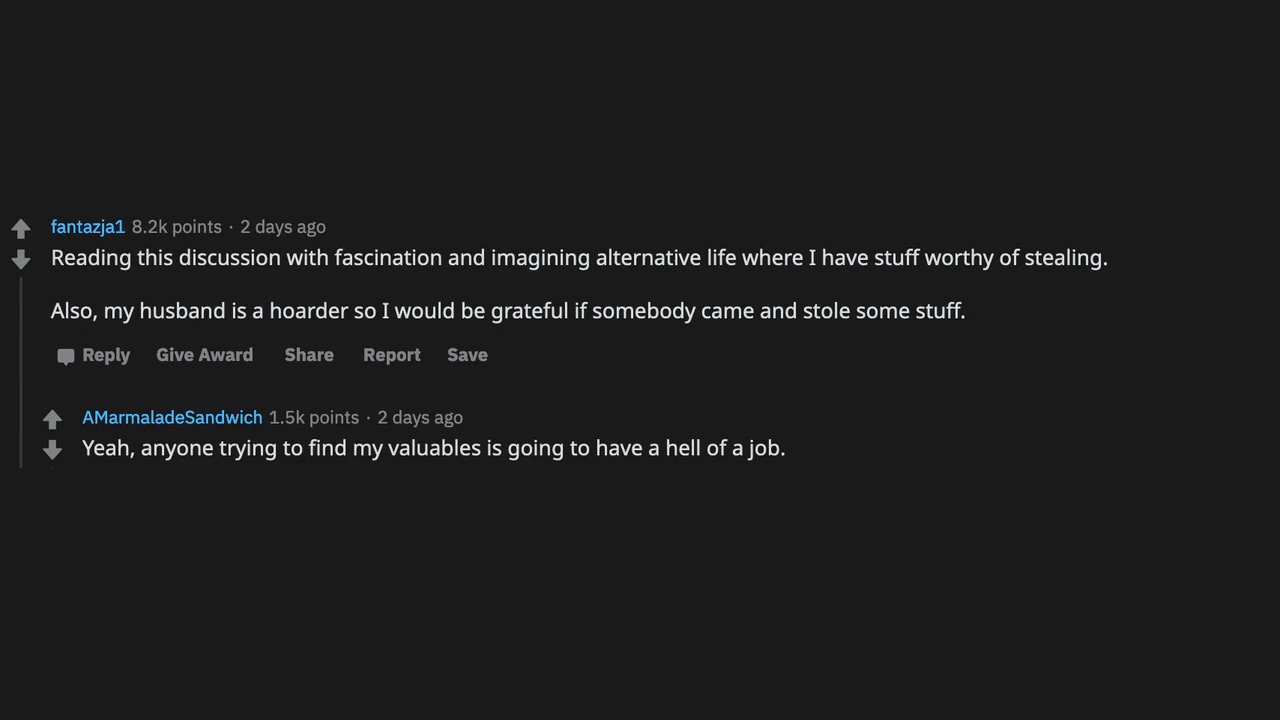 fantazja1 8.2k points · 2 days ago
Reading this discussion with fascination and imagining alternative life where I have stuff worthy of stealing.
Also, my husband is a hoarder so I would be grateful if somebody came and stole some stuff.
Reply Give Award Share Report Save
AMarmaladeSandwich 1.5k points · 2 days ago
Yeah, anyone trying to find my valuables is going to have a hell of a job.